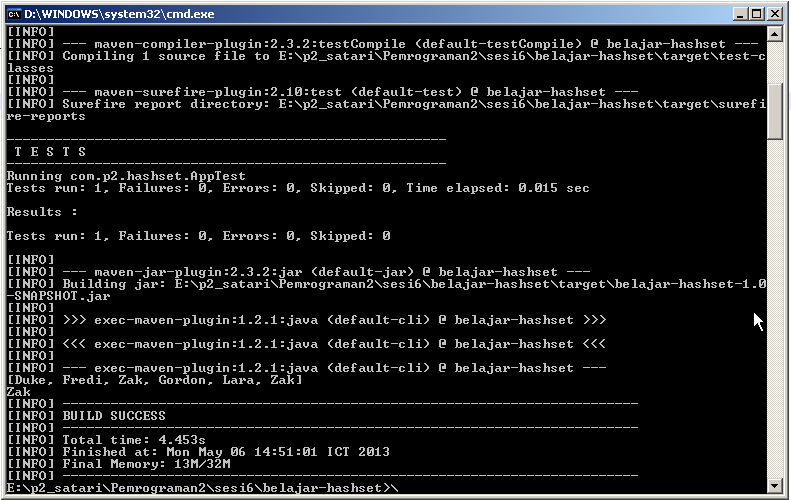 D:\WINDOWS\system32\cmd.exe
[INFO]
[INFO] --- maven-compiler-plugin:2.3.2:testCompile (default-testCompile) @ belajar-hashset ---
[INFO] Compiling 1 source file to E:\p2_satari\Pemrograman2\sesi6\belajar-hashset\target\test-c
lasses
[INFO]
[INFO] --- maven-surefire-plugin:2.10:test (default-test) @ belajar-hashset ---
[INFO] Surefire report directory: E:\p2_satari\Pemrograman2\sesi6\belajar-hashset\target\surefi
re-reports
-------------------------------------------------------
 T E S T S
-------------------------------------------------------
Running com.p2.hashset.AppTest
Tests run: 1, Failures: 0, Errors: 0, Skipped: 0, Time elapsed: 0.015 sec
Results :
Tests run: 1, Failures: 0, Errors: 0, Skipped: 0
[INFO]
[INFO] --- maven-jar-plugin:2.3.2:jar (default-jar) @ belajar-hashset ---
[INFO] Building jar: E:\p2_satari\Pemrograman2\sesi6\belajar-hashset\target\belajar-hashset-1.0
-SNAPSHOT.jar
[INFO]
[INFO] >>> exec-maven-plugin:1.2.1:java (default-cli) @ belajar-hashset >>>
[INFO]
[INFO] <<< exec-maven-plugin:1.2.1:java (default-cli) @ belajar-hashset <<<
[INFO]
[INFO] --- exec-maven-plugin:1.2.1:java (default-cli) @ belajar-hashset ---
[Duke, Fredi, Zak, Gordon, Lara, Zak]
Zak
[INFO] ------------------------------------------------------------------------
[INFO] BUILD SUCCESS
[INFO] ------------------------------------------------------------------------
[INFO] Total time: 4.453s
[INFO] Finished at: Mon May 06 14:51:01 ICT 2013
[INFO] Final Memory: 13M/32M
[INFO] ------------------------------------------------------------------------
E:\p2_satari\Pemrograman2\sesi6\belajar-hashset>\